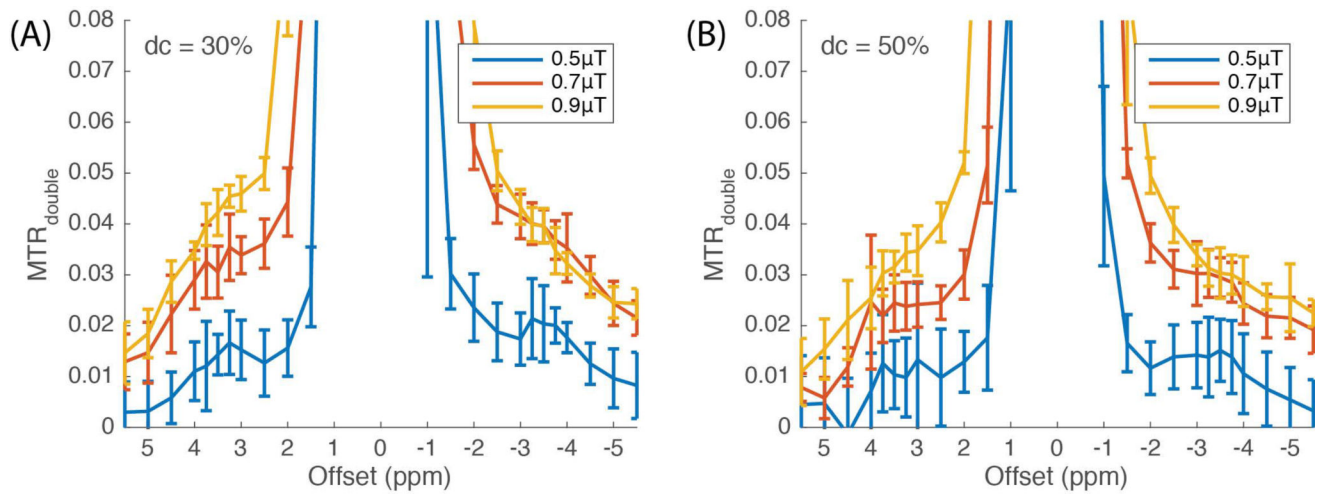 (A)
dc = 30%
0.5µT
0.7µT
0.9µT
MTR_double
0.08
0.07
0.06
0.05
0.04
0.03
0.02
0.01
0
5 4 3 2 1 0 -1 -2 -3 -4 -5
Offset (ppm)
(B)
dc = 50%
0.5µT
0.7µT
0.9µT
MTR_double
0.08
0.07
0.06
0.05
0.04
0.03
0.02
0.01
0
5 4 3 2 1 0 -1 -2 -3 -4 -5
Offset (ppm)